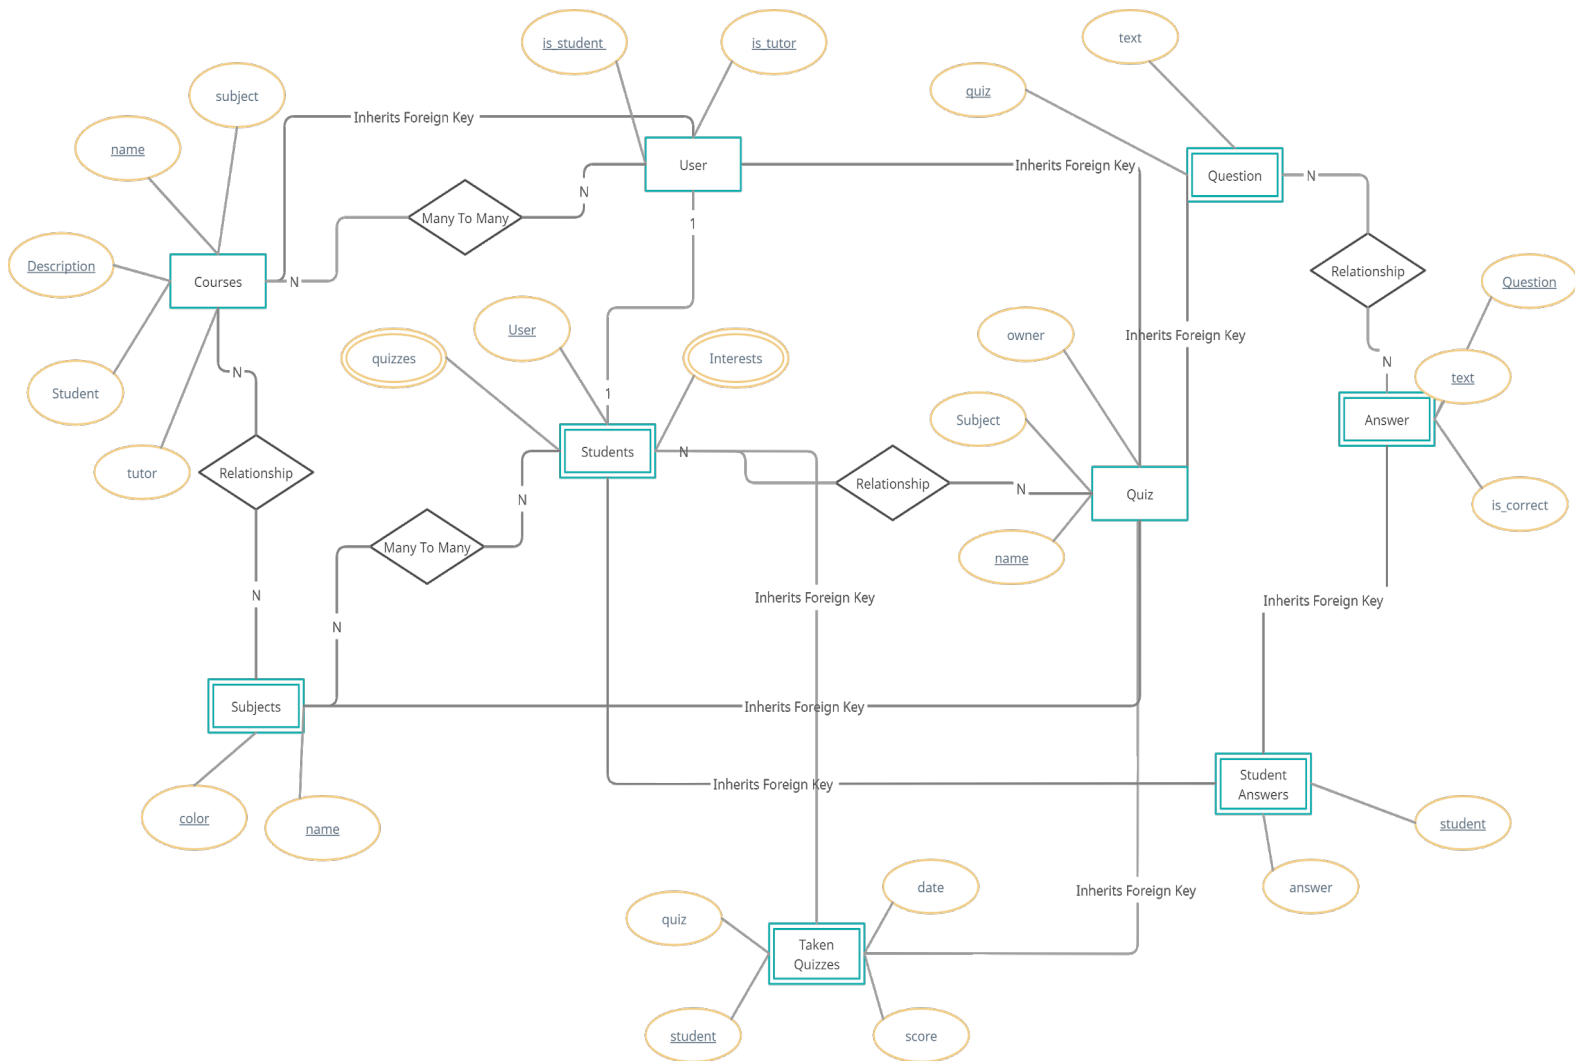 text
is_student
is_tutor
quiz
subject
Inherits Foreign Key
name
User
Inherits Foreign Key
Question
N
N
Many To Many
1
Description
Courses
N
Relationship
Question
Inherits Foreign Key
User
owner
quizzes
Interests
N
N
text
Student
1
Subject
Answer
tutor
Relationship
Students
N
Relationship
N
Quiz
N
is_correct
Many To Many
name
N
Inherits Foreign Key
Inherits Foreign Key
N
Subjects
Inherits Foreign Key
Inherits Foreign Key
Student
Answers
color
name
student
date
Inherits Foreign Key
answer
quiz
Taken
Quizzes
student
score